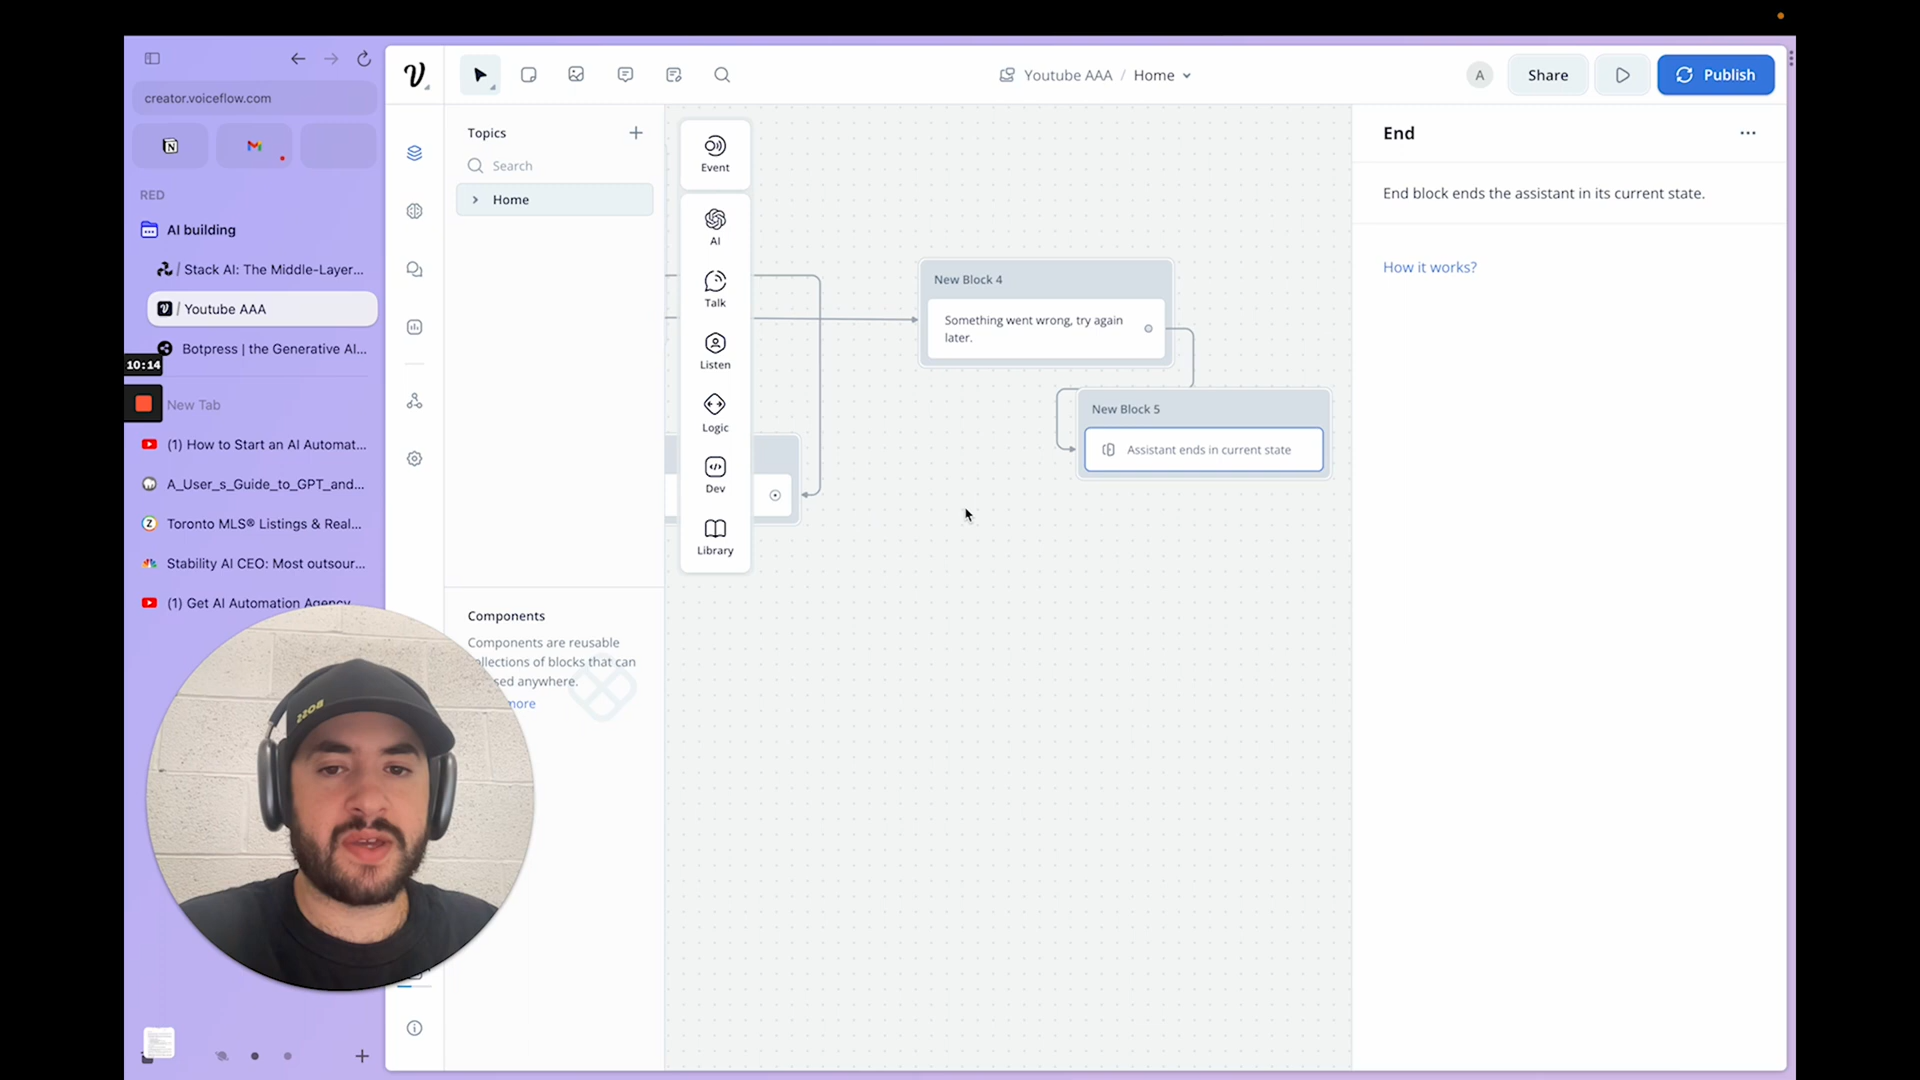 creator.voiceflow.com
RED
AI building
/ Stack AI: The Middle-Layer...
/ Youtube AAA
Botpress | the Generative AI...
10:14
New Tab
(1) How to Start an AI Automat...
A_User_s_Guide_to_GPT_and...
Toronto MLS® Listings & Real...
Stability AI CEO: Most outsour...
(1) Get AI Automation Agency
Youtube AAA / Home
A
Share
Publish
Topics
Search
Home
Components
Components are reusable
collections of blocks that can
sed anywhere.
more
Event
AI
Talk
Listen
Logic
Dev
Library
New Block 4
Something went wrong, try again
later.
New Block 5
Assistant ends in current state
End
End block ends the assistant in its current state.
How it works?